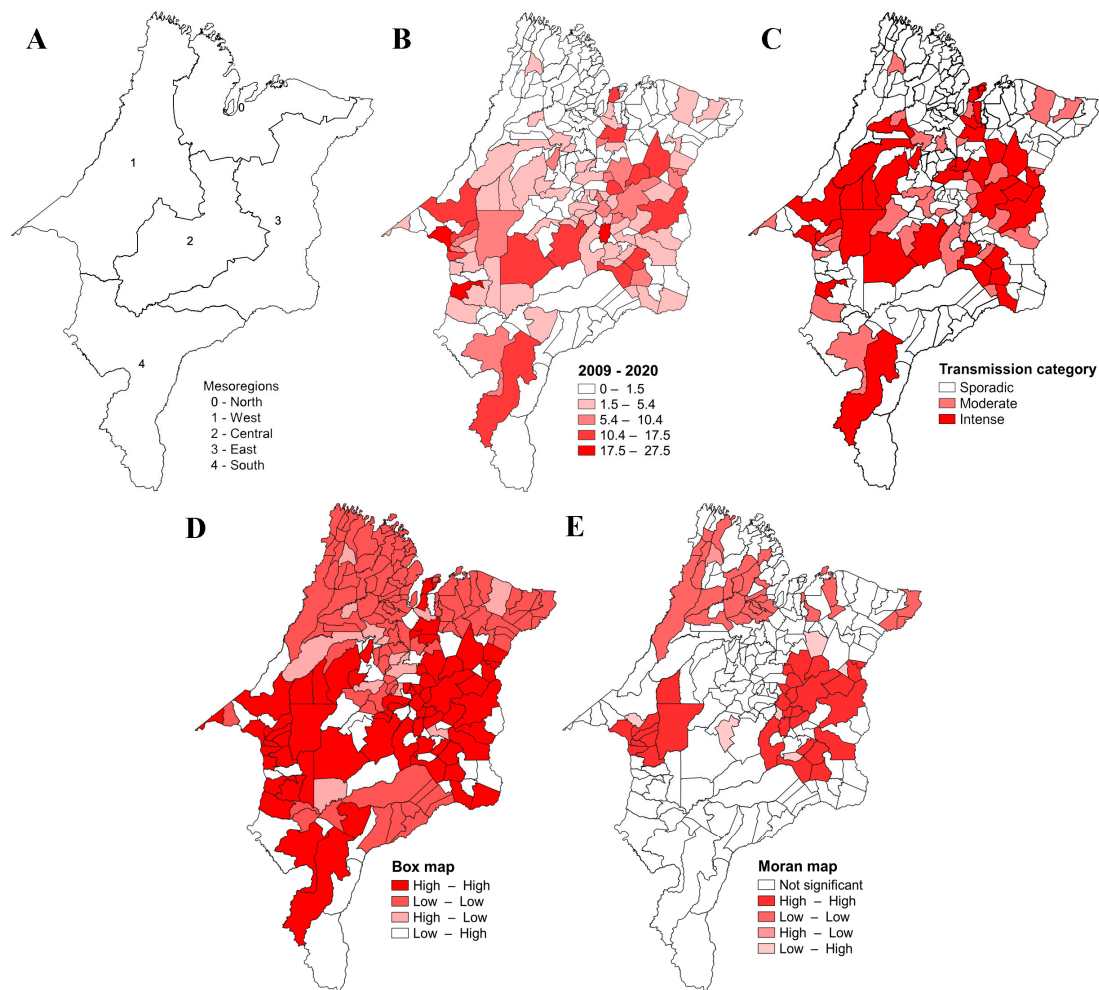 A
B
C
0
1
2
3
4
Mesoregions
0 - North
1 - West
2 - Central
3 - East
4 - South
2009 - 2020
0 – 1.5
1.5 – 5.4
5.4 – 10.4
10.4 – 17.5
17.5 – 27.5
Transmission category
Sporadic
Moderate
Intense
D
E
Box map
High – High
Low – Low
High – Low
Low – High
Moran map
Not significant
High – High
Low – Low
High – Low
Low – High